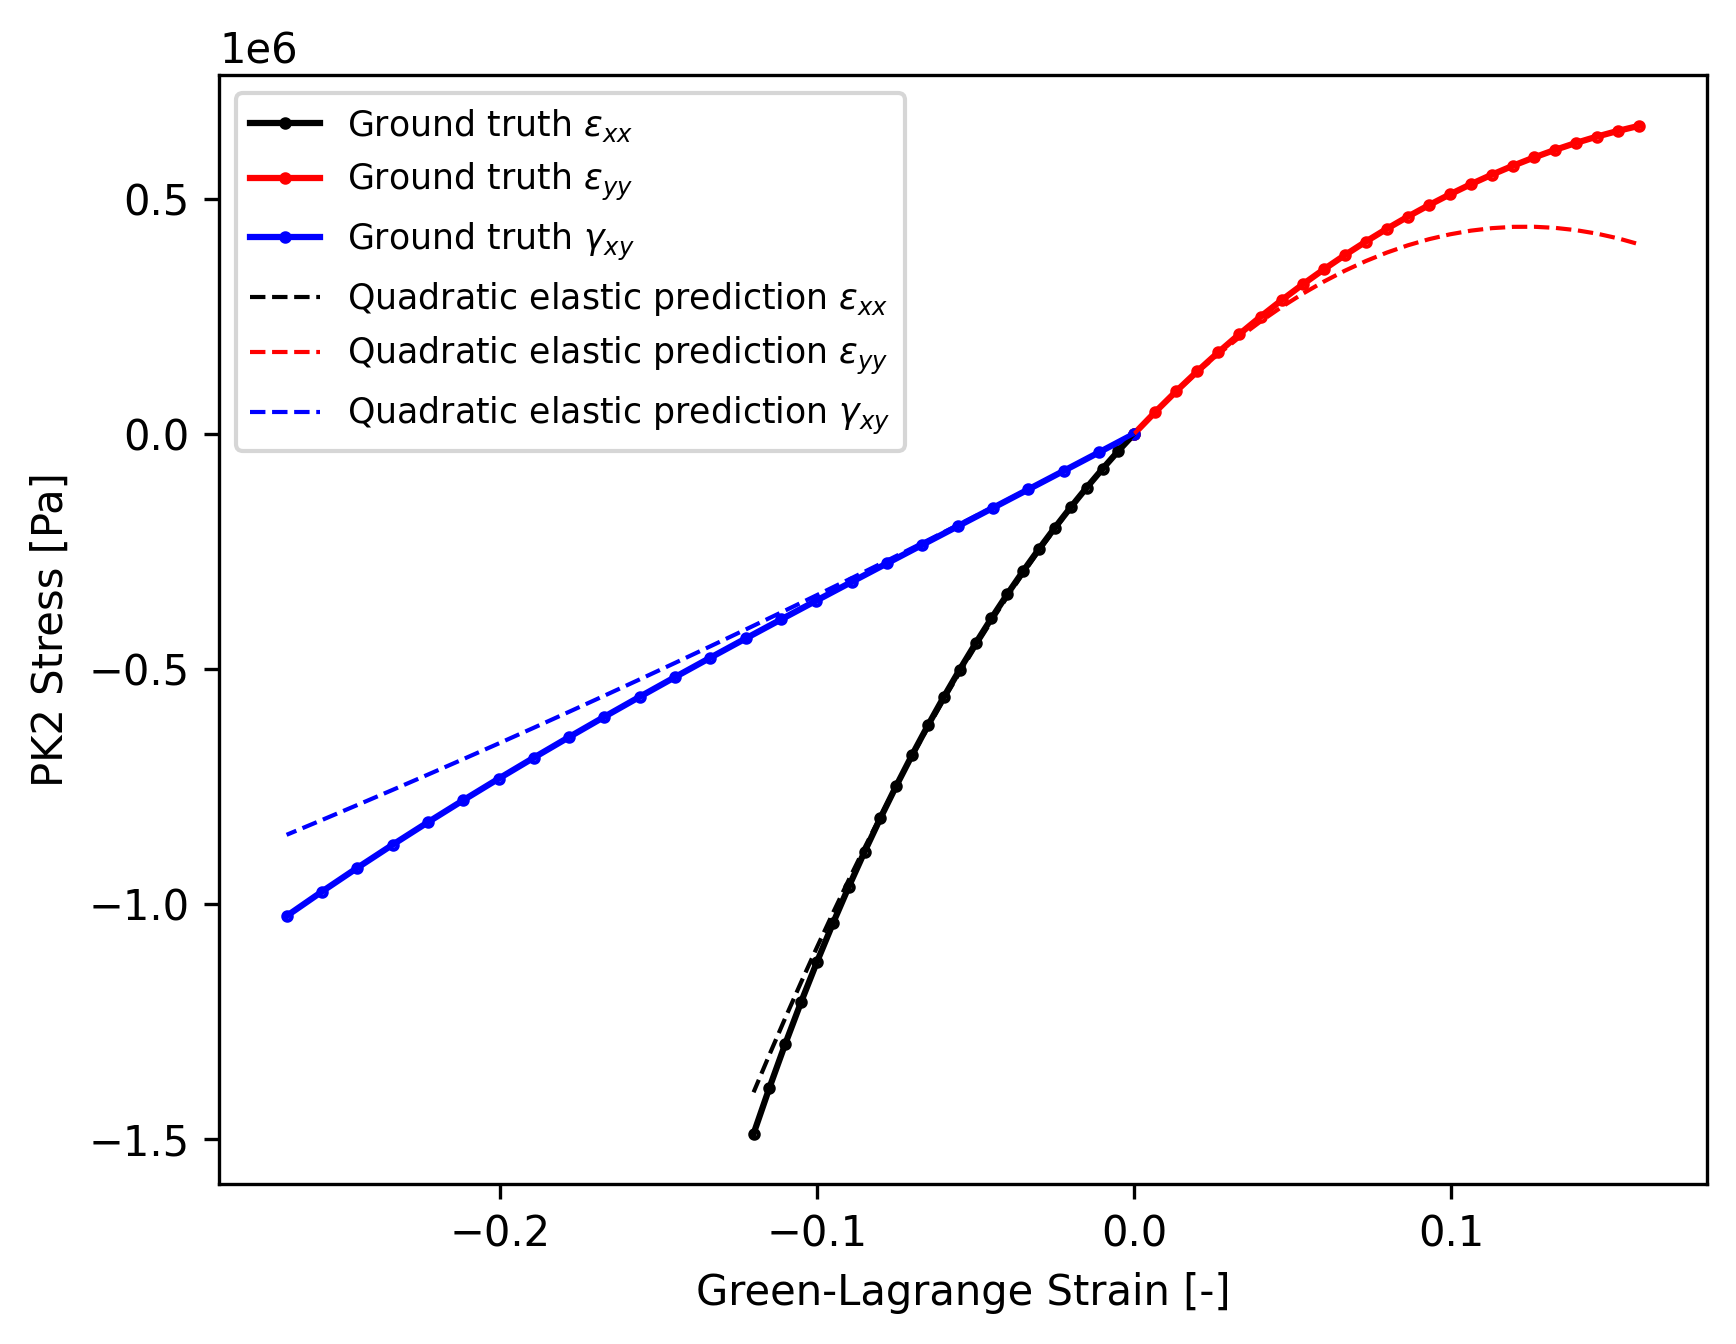 1e6
Ground truth εxx
Ground truth εyy
Ground truth γxy
Quadratic elastic prediction εxx
Quadratic elastic prediction εyy
Quadratic elastic prediction γxy
0.5
0.0
−0.5
−1.0
−1.5
PK2 Stress [Pa]
−0.2 −0.1 0.0 0.1
Green-Lagrange Strain [-]